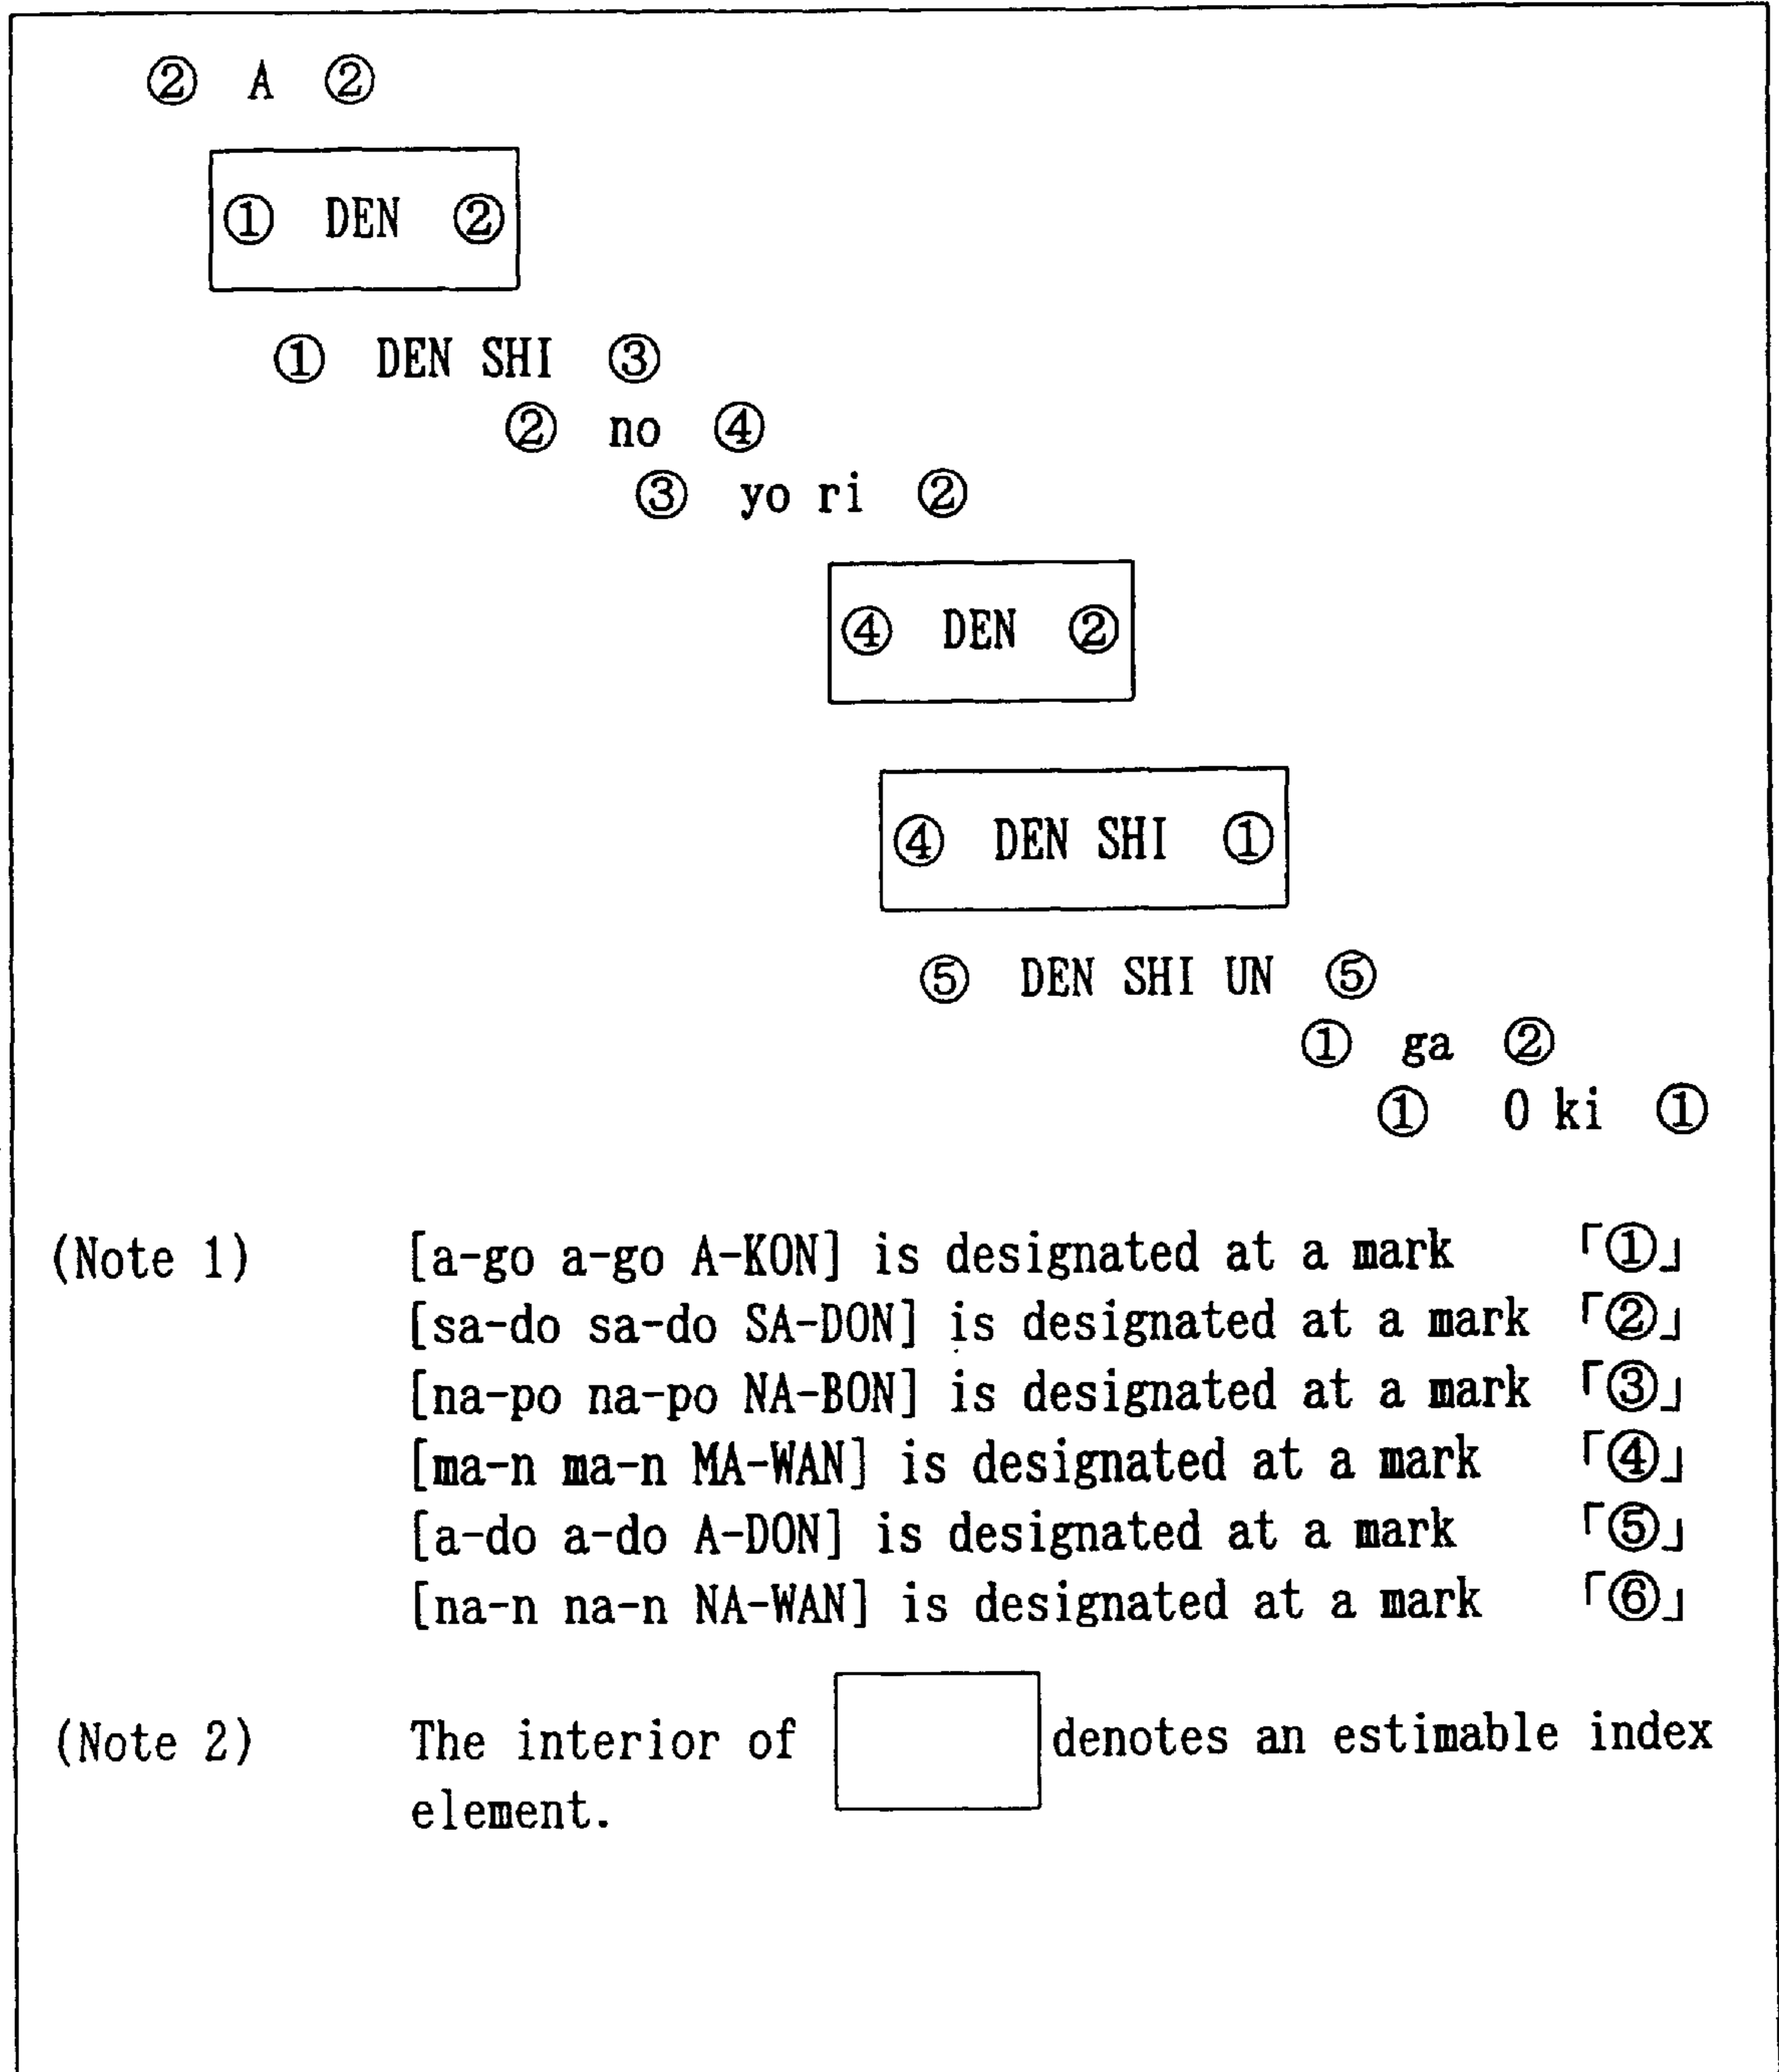 ② A ②
① DEN ②
① DEN SHI ③
② no ④
③ yo ri ②
④ DEN ②
④ DEN SHI ①
⑤ DEN SHI UN ⑤
① ga ②
① O ki ①
(Note 1) [a-go a-go A-KON] is designated at a mark 「①」
[sa-do sa-do SA-DON] is designated at a mark 「②」
[na-po na-po NA-BON] is designated at a mark 「③」
[ma-n ma-n MA-WAN] is designated at a mark 「④」
[a-do a-do A-DON] is designated at a mark 「⑤」
[na-n na-n NA-WAN] is designated at a mark 「⑥」
(Note 2) The interior of denotes an estimable index
element.